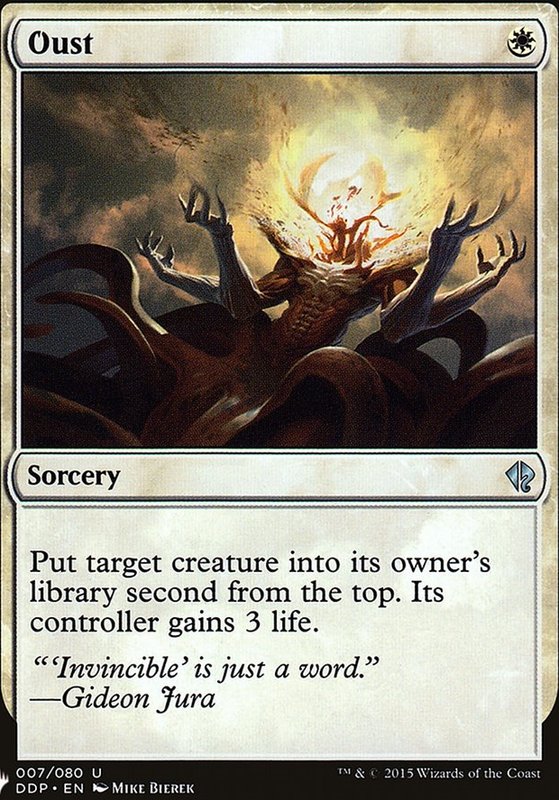 Oust
Sorcery
Put target creature into its owner's
library second from the top. Its
controller gains 3 life.
“‘Invincible’ is just a word.”
—Gideon Jura
007/080 U
DDP • EN Mike Bierek
™ & © 2015 Wizards of the Coast